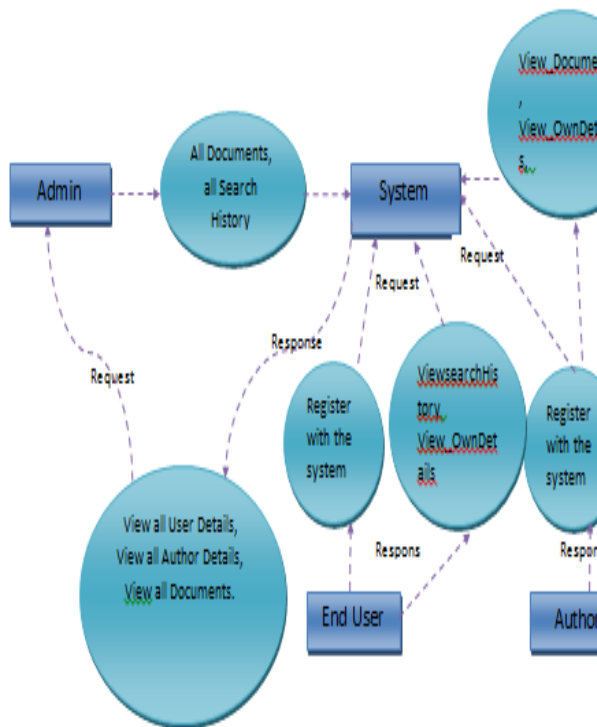 View_Docume
,
View_OwnDet
s,
All Documents,
all Search
History
Admin
System
Request
Request
Response
Request
ViewsearchHis
tory,
View_OwnDet
ails
Register
with the
system
Register
with the
system
View all User Details,
View all Author Details,
View all Documents.
Respons
Respon
End User
Author